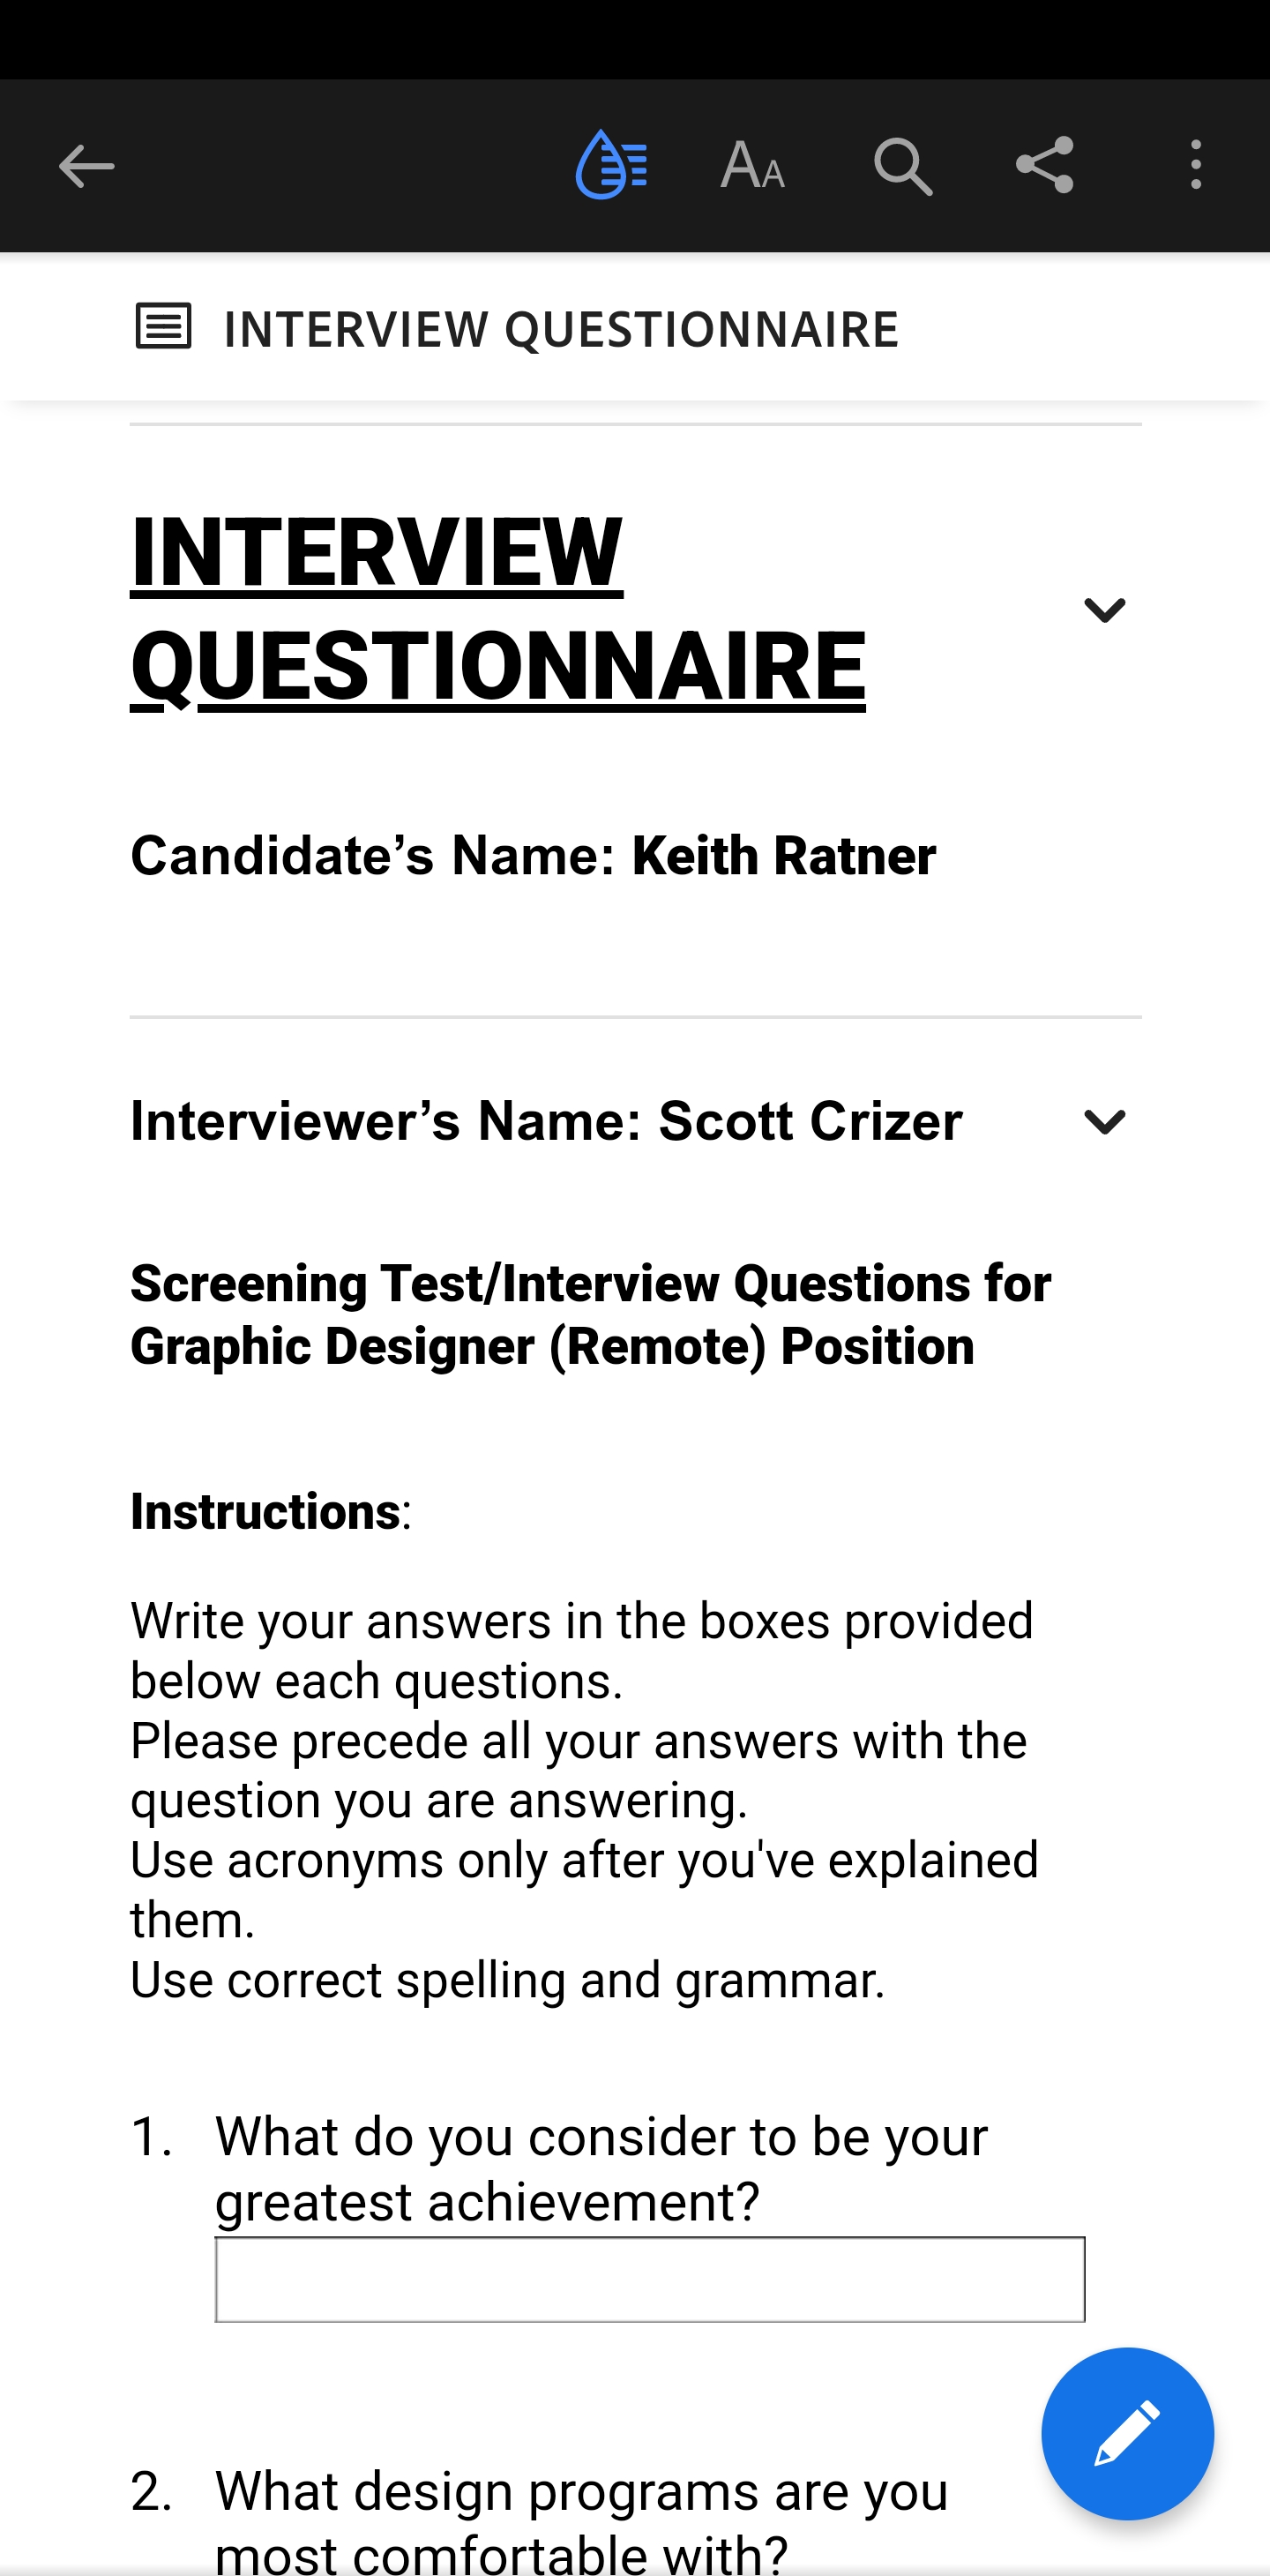 AA
INTERVIEW QUESTIONNAIRE
INTERVIEW
QUESTIONNAIRE
Candidate’s Name: Keith Ratner
Interviewer’s Name: Scott Crizer
Screening Test/Interview Questions for
Graphic Designer (Remote) Position
Instructions:
Write your answers in the boxes provided
below each questions.
Please precede all your answers with the
question you are answering.
Use acronyms only after you've explained
them.
Use correct spelling and grammar.
1. What do you consider to be your
greatest achievement?
2. What design programs are you
most comfortable with?